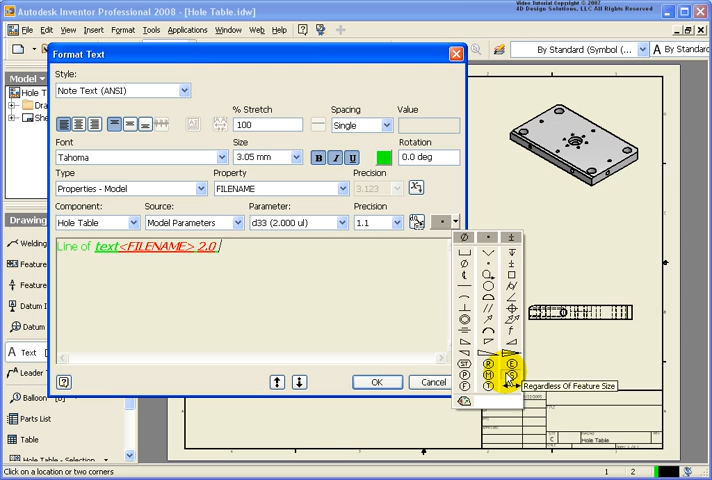 Video Tutorial Copyright © 2007
4D Design Solutions, LLC All Rights Reserved
Autodesk Inventor Professional 2008 - [Hole Table.idw]
File Edit View Insert Format Tools Applications Window Web Help
By Standard (Symbol (... A By Standard
Format Text
Style:
Note Text (ANSI)
% Stretch Spacing Value
100 Single
Font Size Rotation
Tahoma 3.05 mm B I U 0.0 deg
Type Property Precision
Properties - Model FILENAME 3.123
Component: Source: Parameter: Precision
Hole Table Model Parameters d33 (2.000 ul) 1.1
Line of text<FILENAME> 2.0
OK Cancel
Model
Hole T
Dra
She
Drawing
Welding
Feature
Feature
Datum I
Datum
A Text
Leader
Balloon
Parts List
Table
Hole Table - Selection
ST R E
P M S
F T
Regardless Of Feature Size
C Hole Table
Click on a location or two corners 1 2